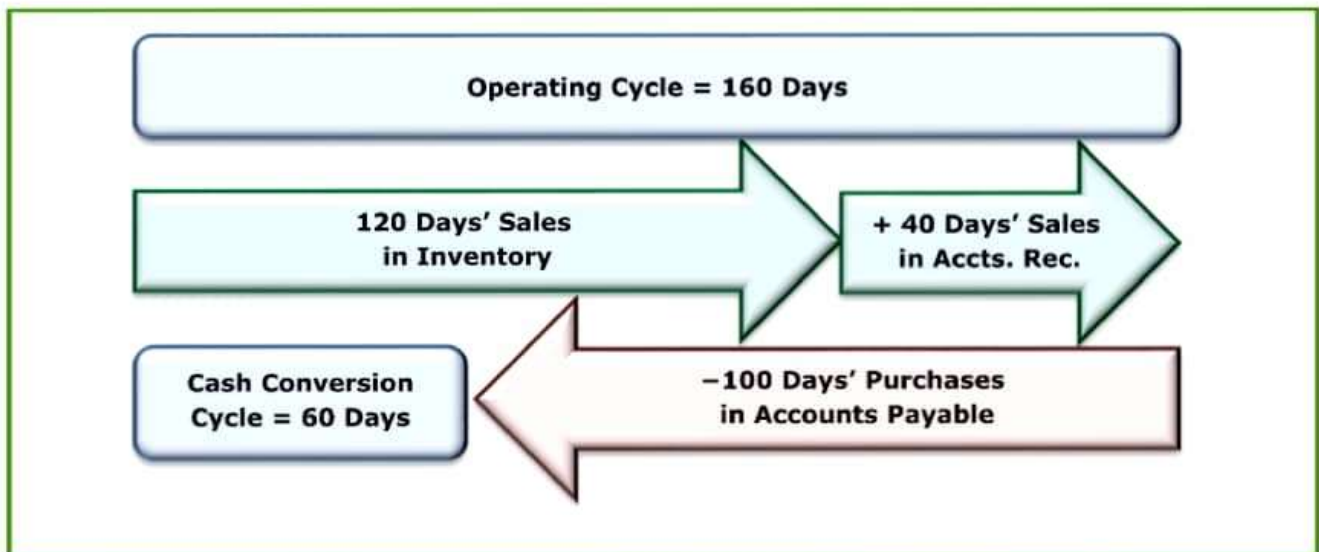 Operating Cycle = 160 Days
120 Days’ Sales
in Inventory
+ 40 Days’ Sales
in Accts. Rec.
Cash Conversion
Cycle = 60 Days
−100 Days’ Purchases
in Accounts Payable